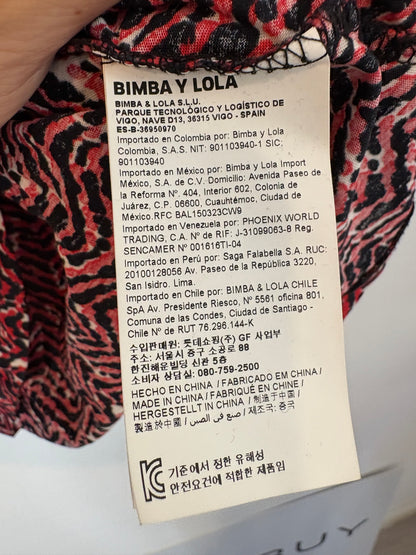 BIMBA Y LOLA
BIMBA & LOLA S.L.U.
PARQUE TECNOLÓGICO Y LOGÍSTICO DE
VIGO, NAVE D13, 36315 VIGO - SPAIN
ES-B-36950970
Importado en Colombia por: Bimba y Lola
Colombia, S.A.S. NIT: 901103940-1 SIC:
901103940
Importado en México por: Bimba y Lola Import
México, S.A. de C.V. Domicilio: Avenida Paseo de
la Reforma Nº. 404, Interior 602, Colonia de
Juárez, C.P. 06600, Cuauhtémoc, Ciudad de
México.RFC BAL150323CW9
Importado en Venezuela por: PHOENIX WORLD
TRADING, C.A. Nº de RIF: J-31099063-8 Reg.
SENCAMER Nº 001616TI-04
Importado en Perú por: Saga Falabella S.A. RUC:
20100128056 Av. Paseo de la República 3220,
San Isidro. Lima.
Importado en Chile por: BIMBA & LOLA CHILE
SpA Av. Presidente Riesco, Nº 5561 oficina 801,
Comuna de las Condes, Ciudad de Santiago -
Chile Nº de RUT 76.296.144-K
수입판매원: 롯데쇼핑(주) GF 사업부
주소: 서울시 중구 소공로 88
한진해운빌딩 신관 5층
소비자 상담실: 080-759-2500
HECHO EN CHINA / FABRICADO EM CHINA /
MADE IN CHINA / FABRIQUÉ EN CHINE /
HERGESTELLT IN CHINA / 制造于中国 /
製造於中國 / صنع في الصين / 제조국: 중국
기준에서 정한 유해성
안전요건에 적합한 제품임
UY